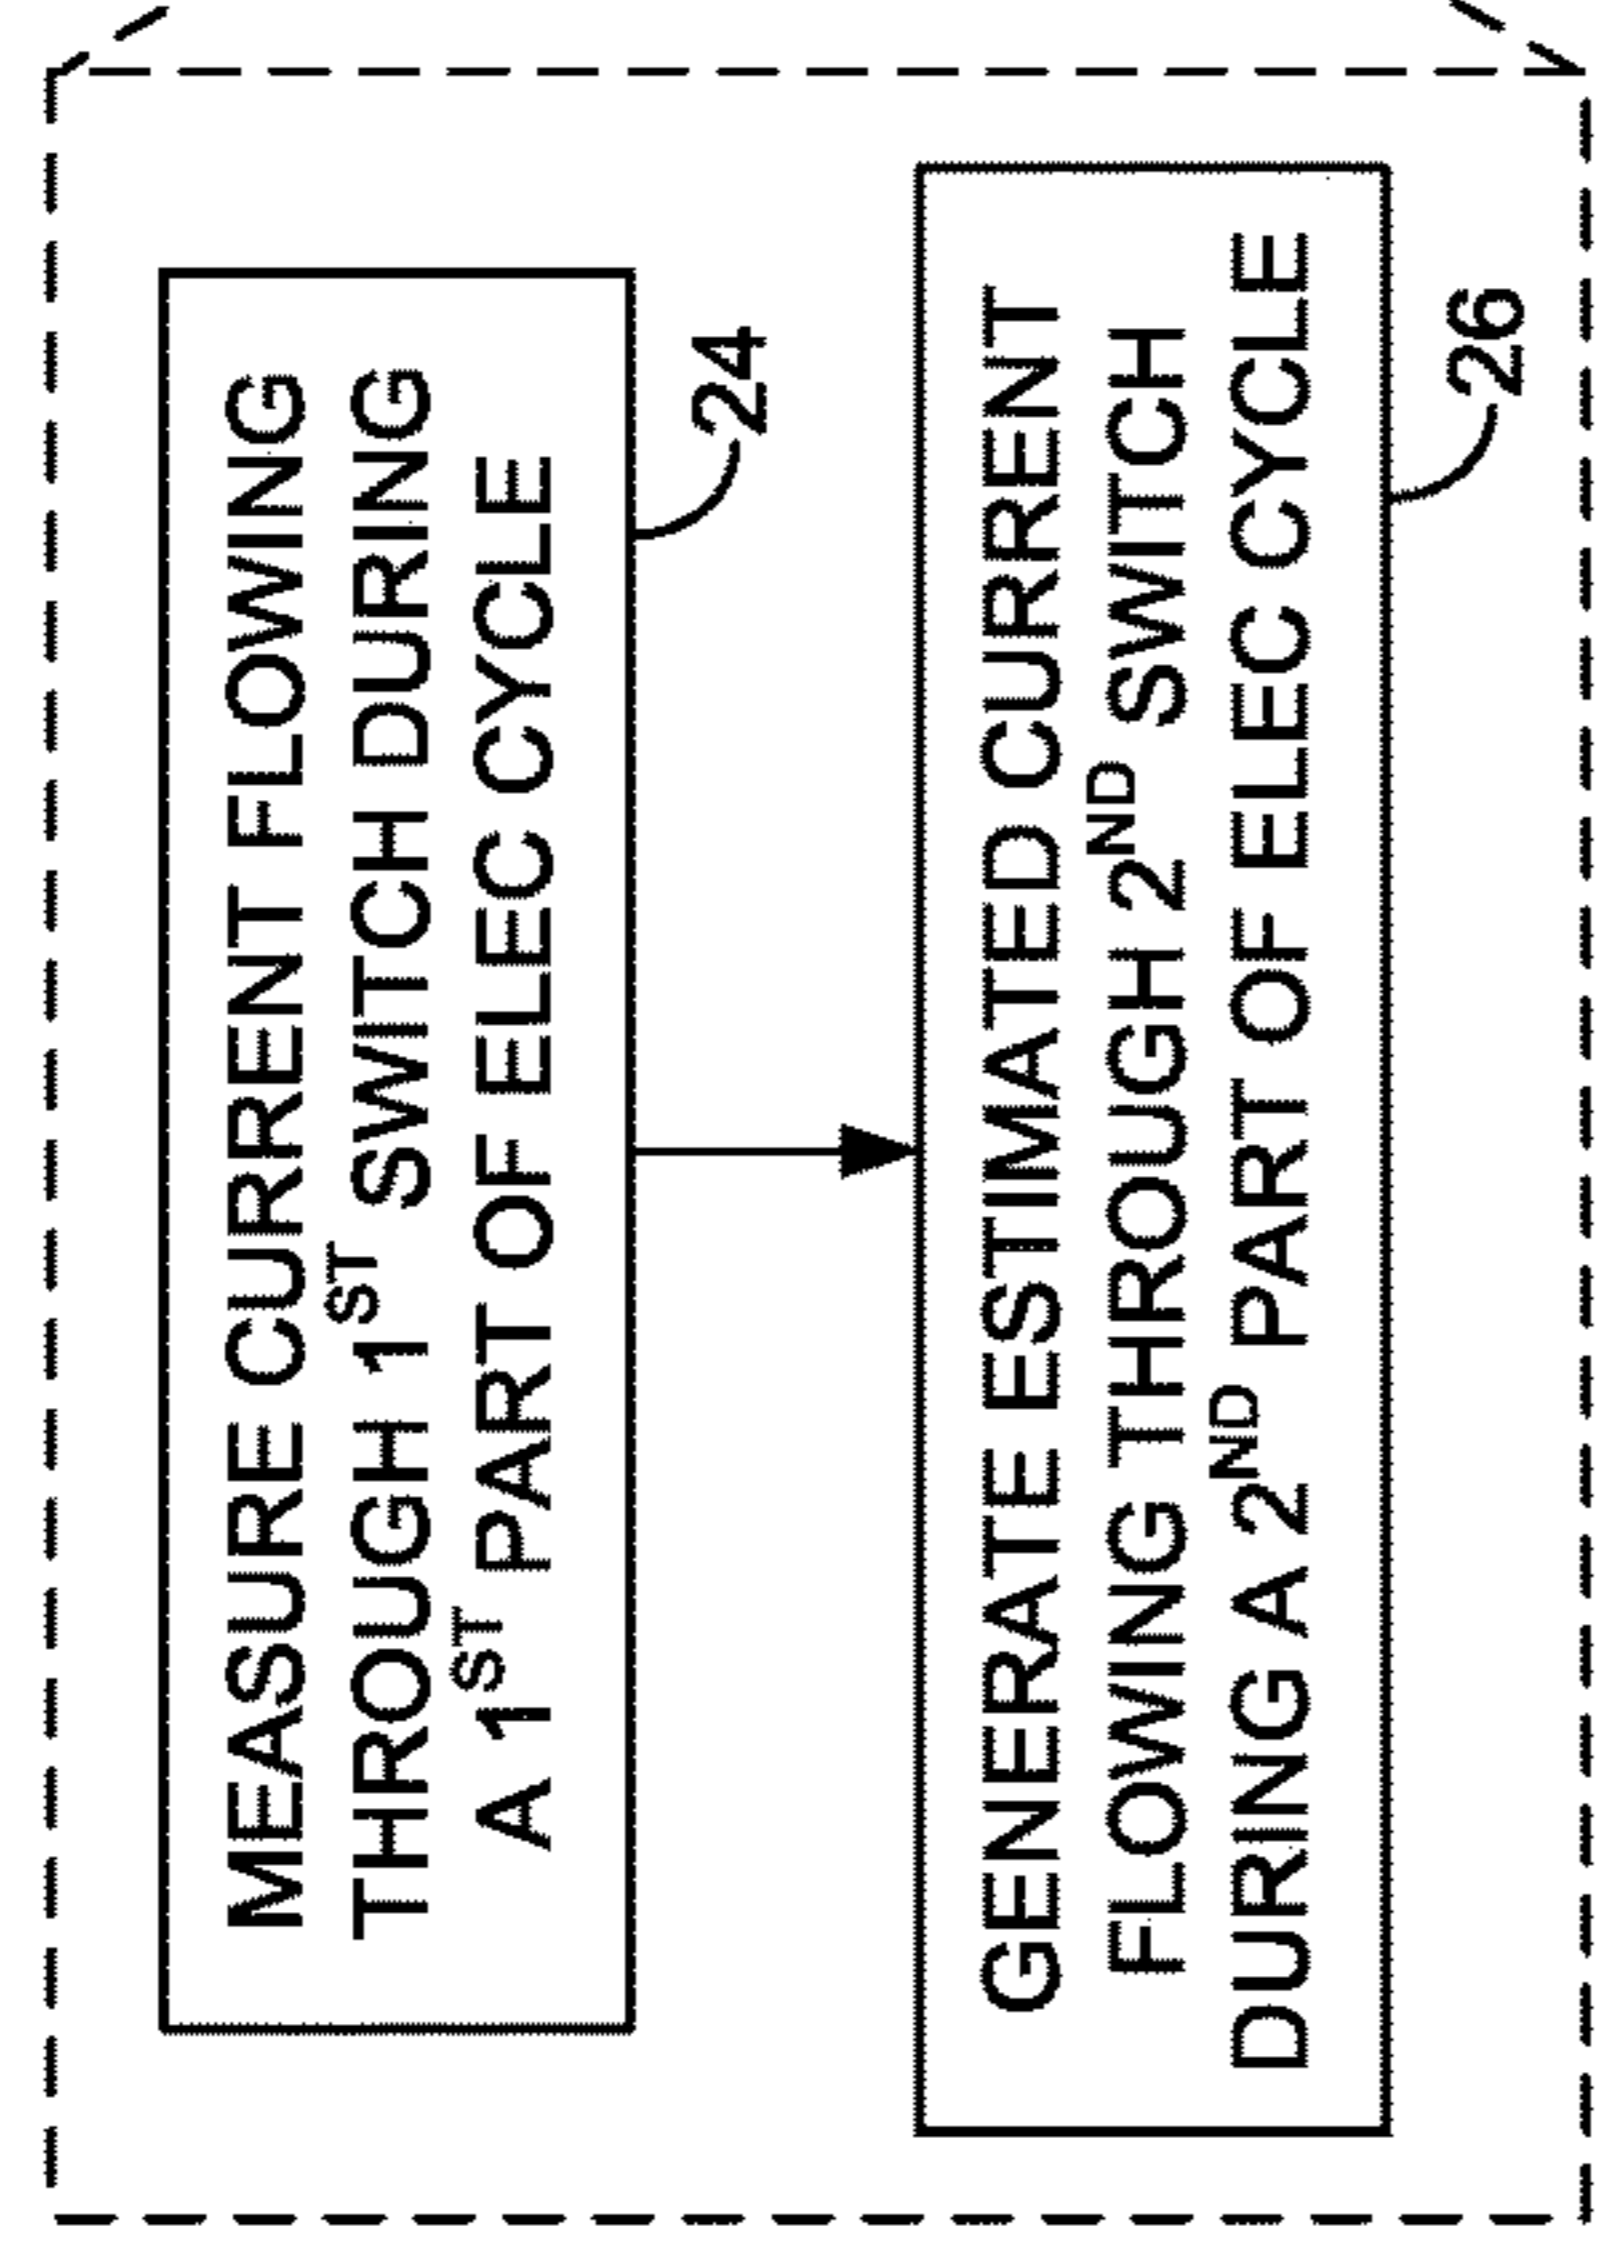 MEASURE CURRENT FLOWING
THROUGH 1ST SWITCH DURING
A 1ST PART OF ELEC CYCLE
24
GENERATE ESTIMATED CURRENT
FLOWING THROUGH 2ND SWITCH
DURING A 2ND PART OF ELEC CYCLE
26